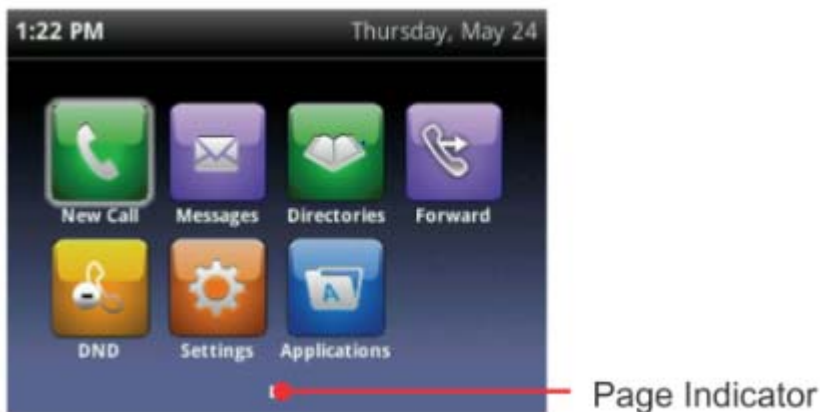 1:22 PM Thursday, May 24
New Call Messages Directories Forward
A
DND Settings Applications
Page Indicator